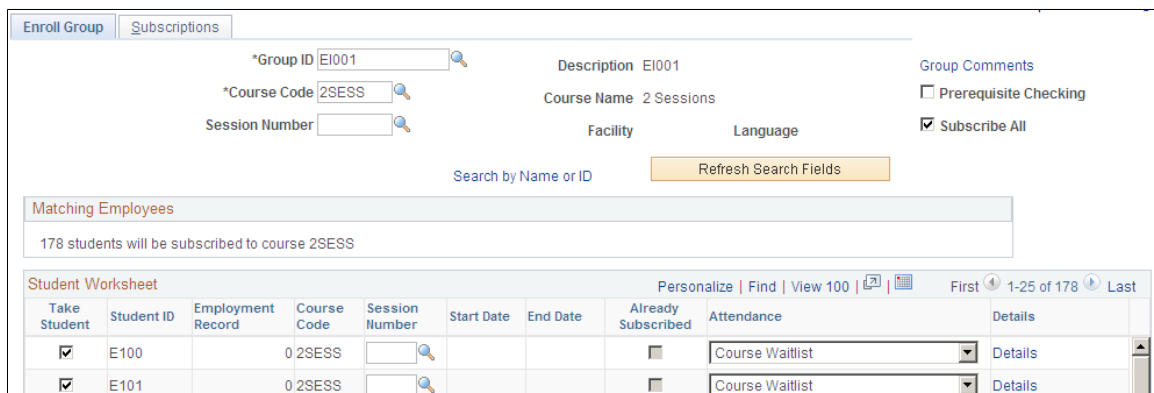 Enroll Group Subscriptions
*Group ID EI001 Description EI001 Group Comments
*Course Code 2SESS Course Name 2 Sessions Prerequisite Checking
Session Number Facility Language Subscribe All
Search by Name or ID Refresh Search Fields
Matching Employees
178 students will be subscribed to course 2SESS
Student Worksheet Personalize | Find | View 100 | | First 1-25 of 178 Last
Take Student Student ID Employment Record Course Code Session Number Start Date End Date Already Subscribed Attendance Details
E100 0 2SESS Course Waitlist Details
E101 0 2SESS Course Waitlist Details